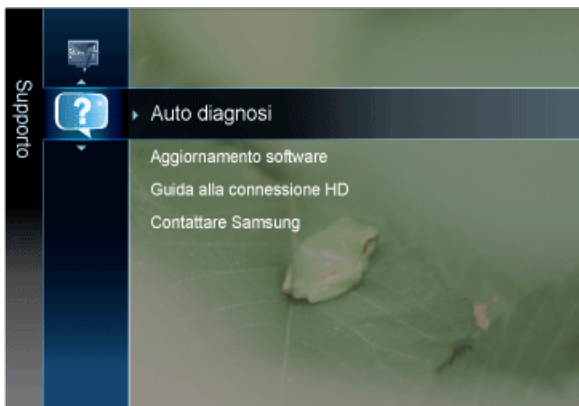 Supporto
Auto diagnosi
Aggiornamento software
Guida alla connessione HD
Contattare Samsung